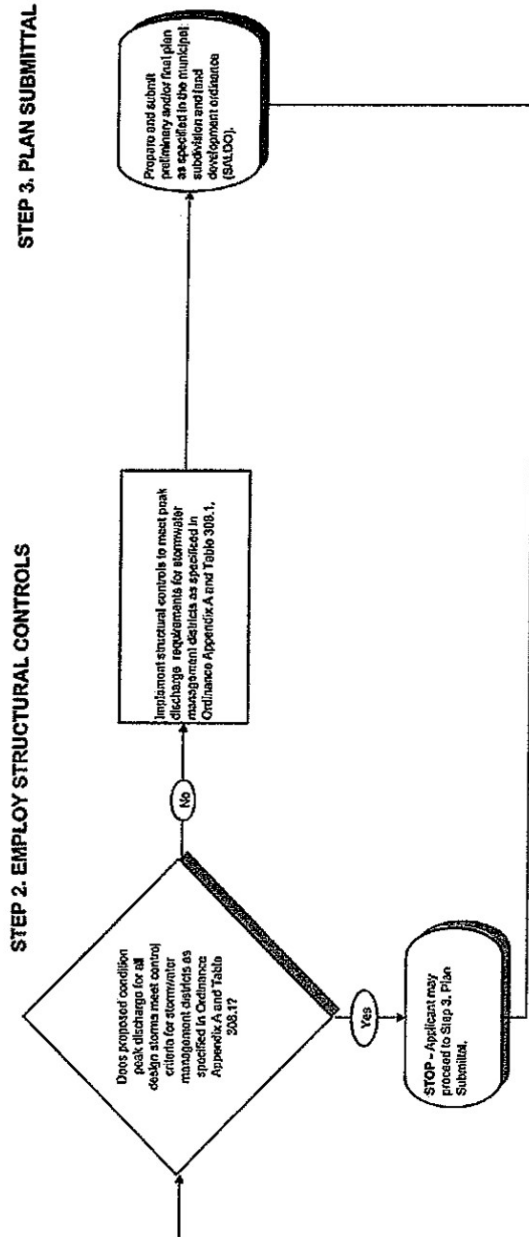 STEP 2. EMPLOY STRUCTURAL CONTROLS
Does proposed condition
peak discharge for all
design storms meet control
criteria for stormwater
management districts as
specified in Ordinance
Appendix A and Table
308.1?
No
Implement structural controls to meet peak
discharge requirements for stormwater
management districts as specificed in
Ordinance Appendix A and Table 308.1.
Yes
STOP - Applicant may
proceed to Step 3. Plan
Submittal.
STEP 3. PLAN SUBMITTAL
Prepare and submit
preliminary and/or final plan
as specified in the municipal
subdivision and land
development ordinance
(SALDO).